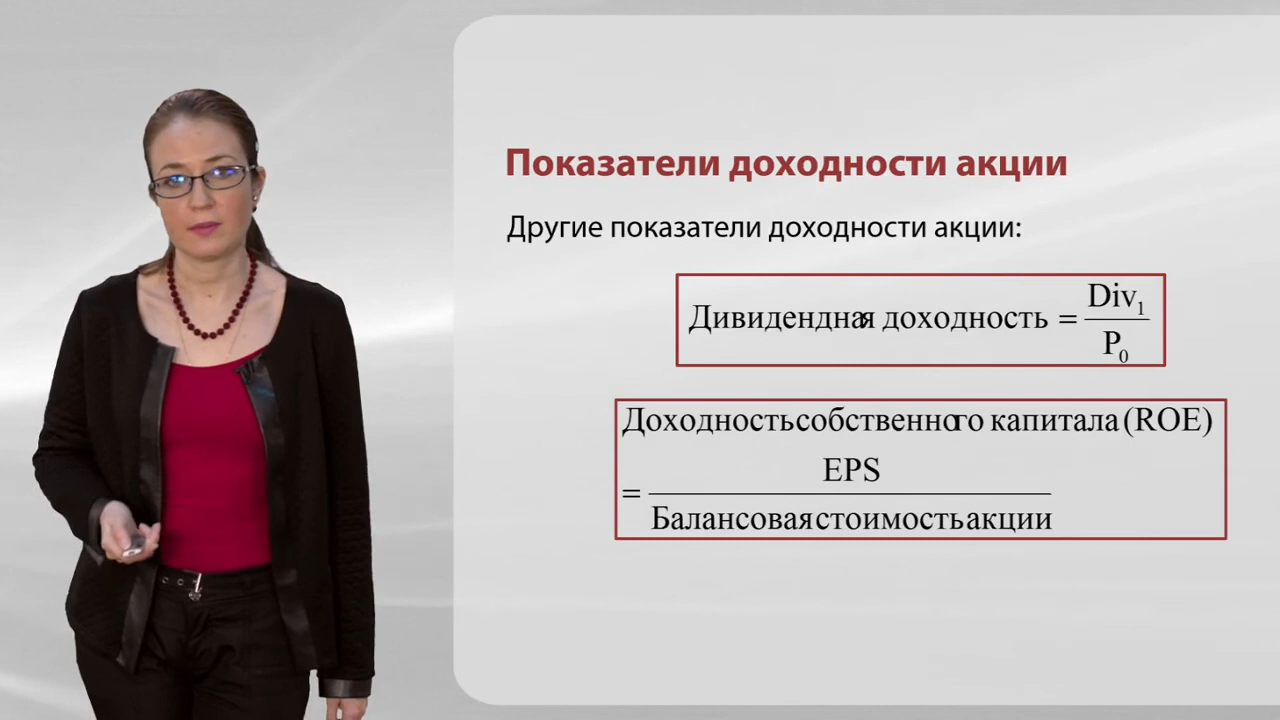 Показатели доходности акции
Другие показатели доходности акции:
Дивидендная доходность = Div₁ / P₀
Доходность собственного капитала (ROE)
= EPS / Балансовая стоимость акции